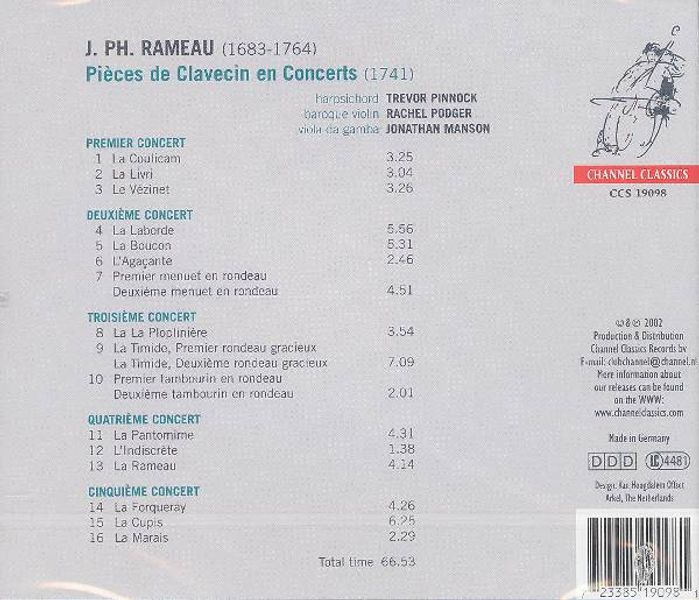 J. PH. RAMEAU (1683-1764)
Pièces de Clavecin en Concerts (1741)
harpsichord TREVOR PINNOCK
baroque violin RACHEL PODGER
viola da gamba JONATHAN MANSON
PREMIER CONCERT
1 La Coulicam 3.25
2 La Livri 3.04
3 Le Vézinet 3.26
DEUXIÈME CONCERT
4 La Laborde 5.56
5 La Boucon 5.31
6 L'Agaçante 2.46
7 Premier menuet en rondeau
Deuxième menuet en rondeau 4.51
TROISIÈME CONCERT
8 La La Ploplinière 3.54
9 La Timide, Premier rondeau gracieux
La Timide, Deuxième rondeau gracieux 7.09
10 Premier tambourin en rondeau
Deuxième tambourin en rondeau 2.01
QUATRIÈME CONCERT
11 La Pantomime 4.31
12 L'Indiscrète 1.38
13 La Rameau 4.14
CINQUIÈME CONCERT
14 La Forqueray 4.26
15 La Cupis 6.25
16 La Marais 2.29
Total time 66.53
CHANNEL CLASSICS
CCS 19098
© & ℗ 2002
Production & Distribution
Channel Classics Records bv
E-mail: clubchannel@channel.nl
More information about
our releases can be found
on the WWW:
www.channelclassics.com
Made in Germany
DDD LC 4481
Design: Kas Hoogdalem Offset
Arkel, The Netherlands
7 23385 19098